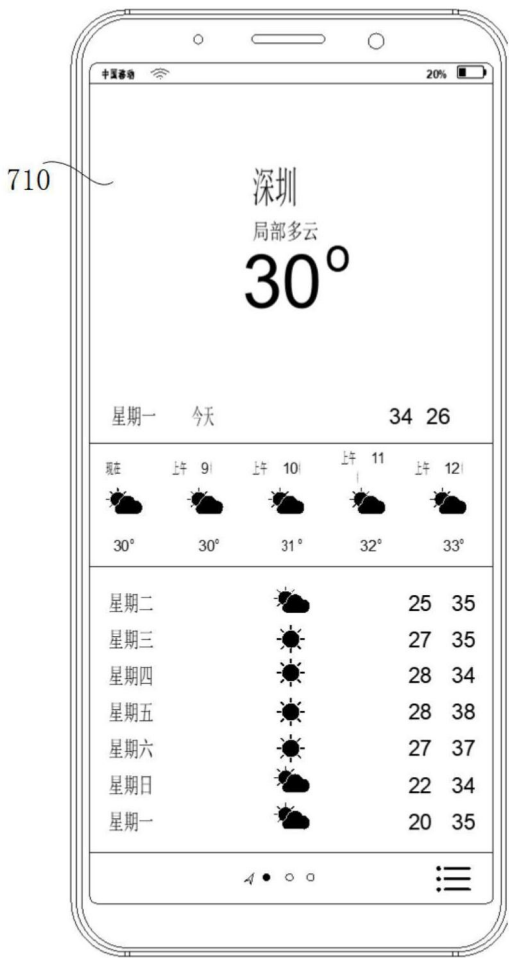 中国移动 20%
710
深圳
局部多云
30°
星期一 今天 34 26
现在 上午 9 上午 10 上午 11 上午 12
30° 30° 31° 32° 33°
星期二 25 35
星期三 27 35
星期四 28 34
星期五 28 38
星期六 27 37
星期日 22 34
星期一 20 35